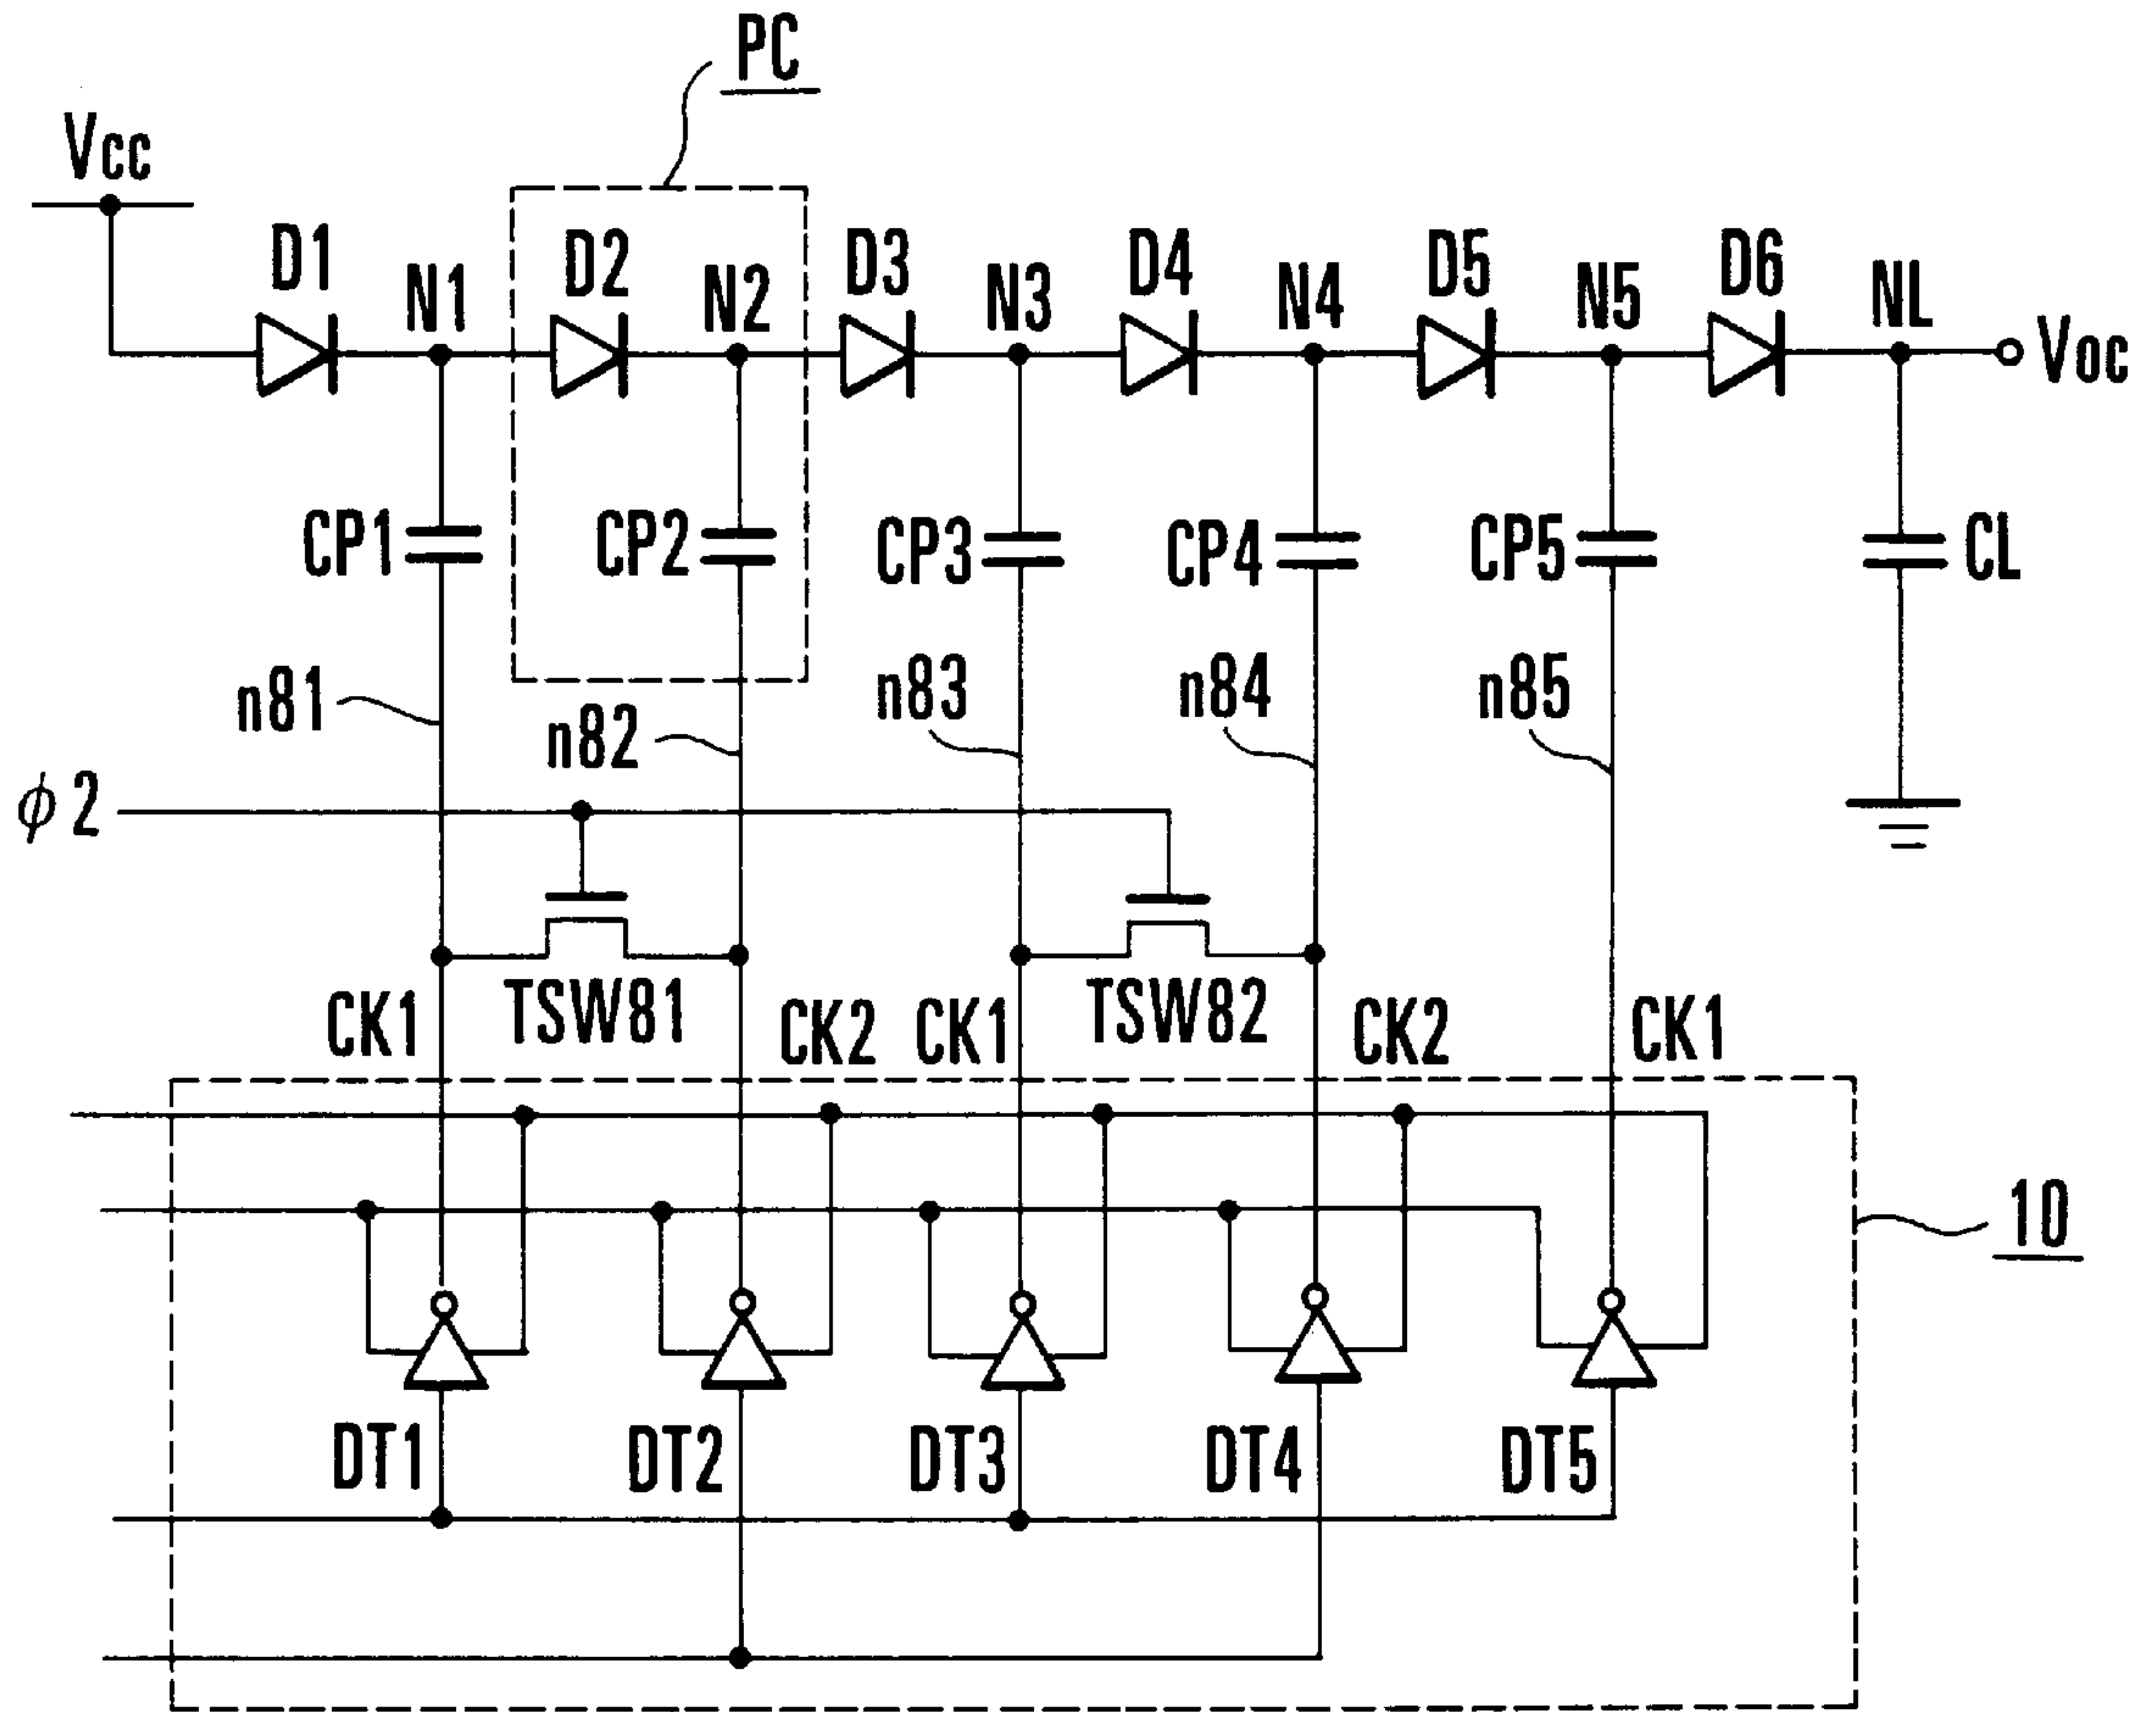 PC
Vcc
D1
N1
D2
N2
D3
N3
D4
N4
D5
N5
D6
NL
Voc
CP1
CP2
CP3
CP4
CP5
CL
n81
n82
n83
n84
n85
φ2
TSW81
TSW82
CK1
CK2
CK1
CK2
CK1
10
DT1
DT2
DT3
DT4
DT5